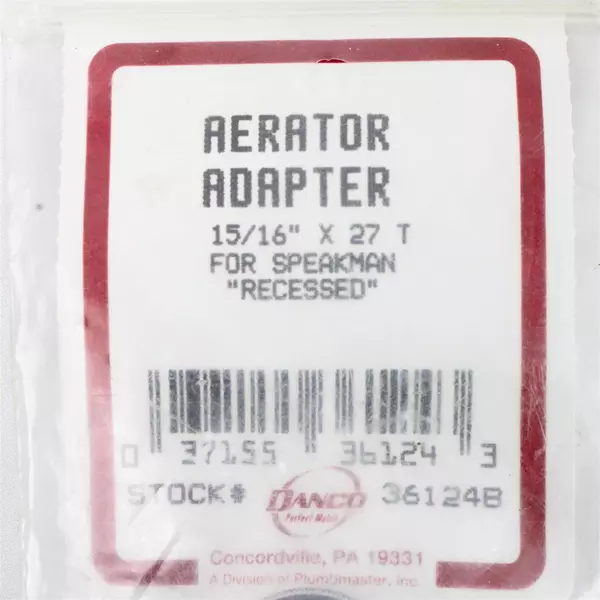 AERATOR
ADAPTER
15/16" X 27 T
FOR SPEAKMAN
"RECESSED"
0 37155 36124 3
STOCK# DANCO 36124B
Perfect Match
Concordville, PA 19331
A Division of Plumbmaster, Inc.